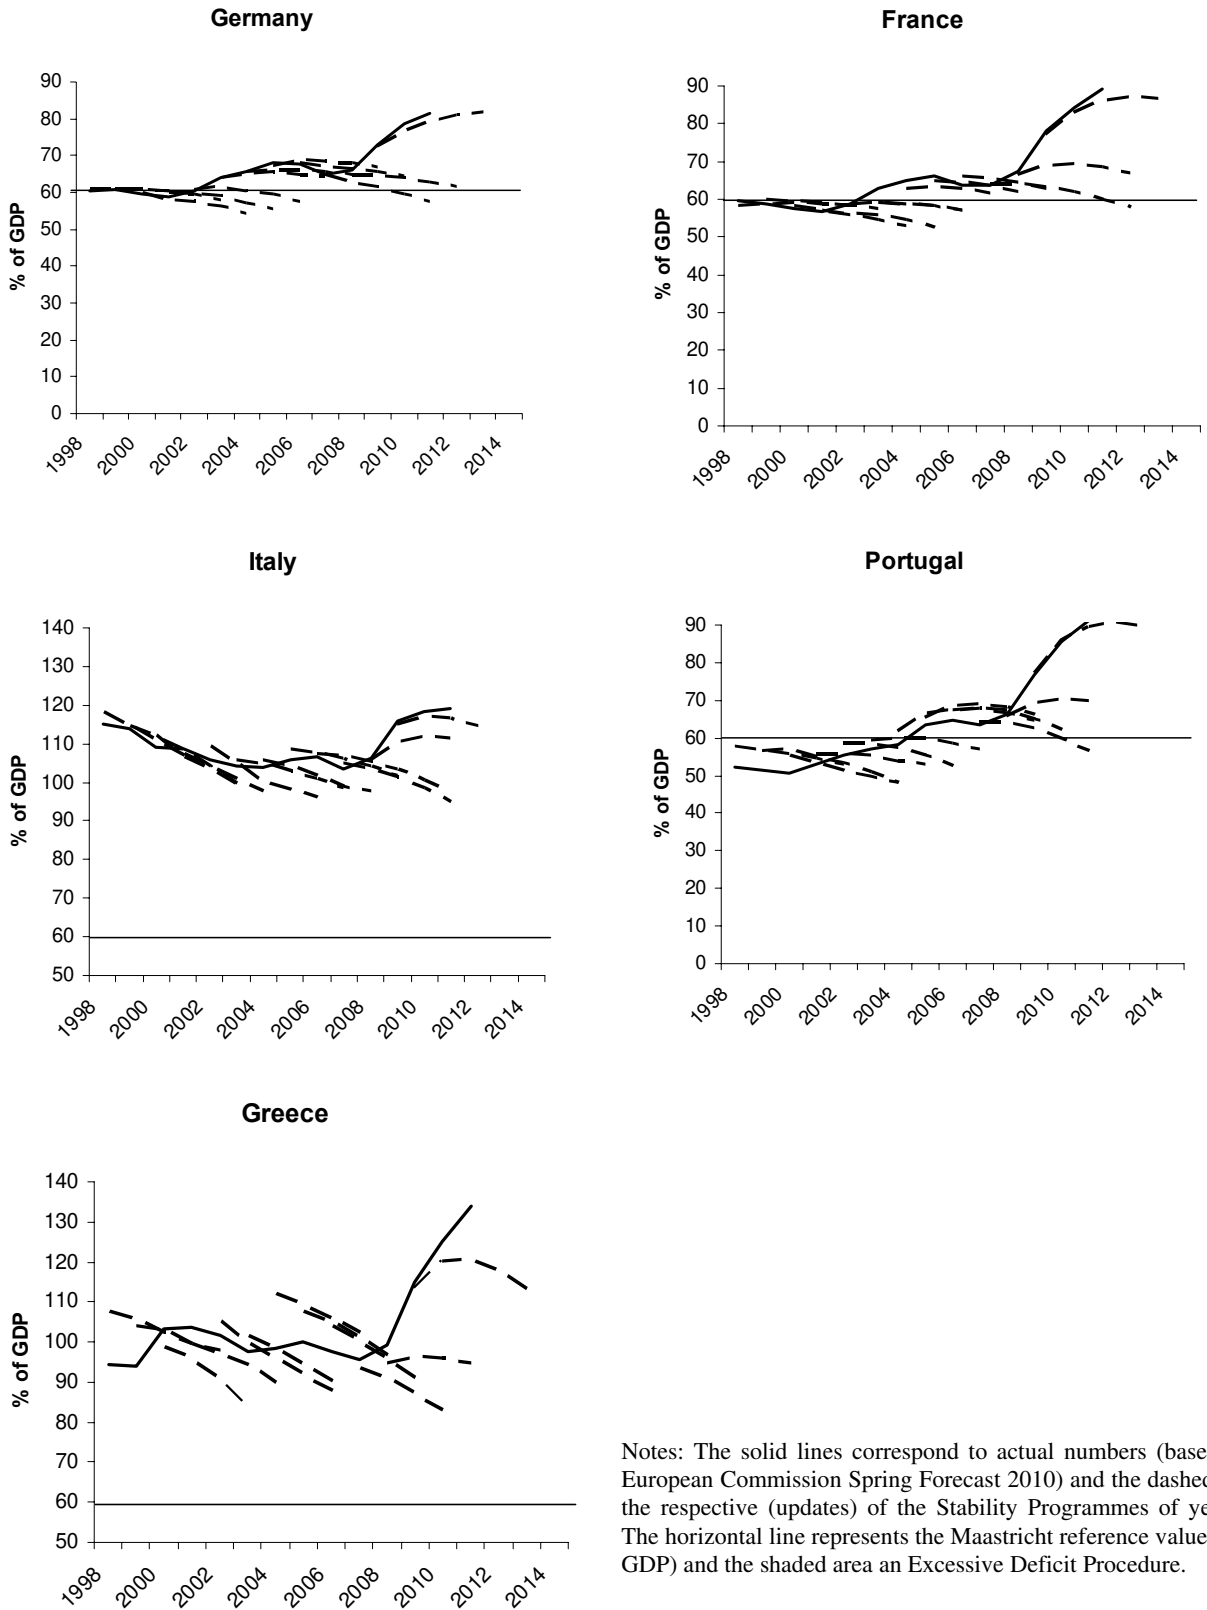 Germany
90
80
70
60
50
40
30
20
10
0
% of GDP
1998 2000 2002 2004 2006 2008 2010 2012 2014
France
90
80
70
60
50
40
30
20
10
0
% of GDP
1998 2000 2002 2004 2006 2008 2010 2012 2014
Italy
140
130
120
110
100
90
80
70
60
50
% of GDP
1998 2000 2002 2004 2006 2008 2010 2012 2014
Portugal
90
80
70
60
50
40
30
20
10
0
% of GDP
1998 2000 2002 2004 2006 2008 2010 2012 2014
Greece
140
130
120
110
100
90
80
70
60
50
% of GDP
1998 2000 2002 2004 2006 2008 2010 2012 2014
Notes: The solid lines correspond to actual numbers (base
European Commission Spring Forecast 2010) and the dashed
the respective (updates) of the Stability Programmes of ye
The horizontal line represents the Maastricht reference value
GDP) and the shaded area an Excessive Deficit Procedure.